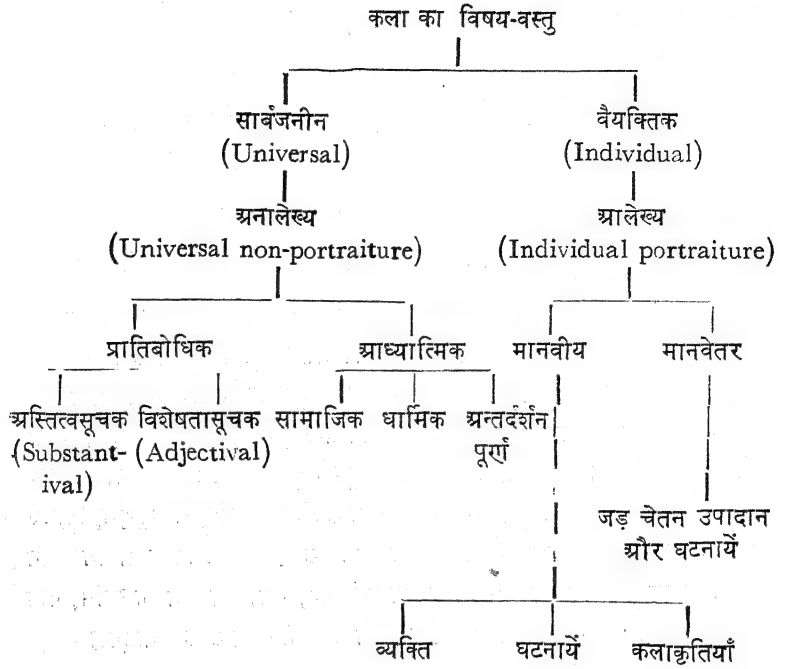 कला का विषय-वस्तु
सार्बजनीन
(Universal)
वैयक्तिक
(Individual)
अनालेख्य
(Universal non-portraiture)
आलेख्य
(Individual portraiture)
प्रातिबोधिक
आध्यात्मिक
मानवीय
मानवेतर
अस्तित्वसूचक
(Substant-
ival)
विशेषतासूचक
(Adjectival)
सामाजिक
धार्मिक
अन्तर्दर्शन
पूर्ण
जड़ चेतन उपादान
और घटनायें
व्यक्ति
घटनायें
कलाकृतियाँ